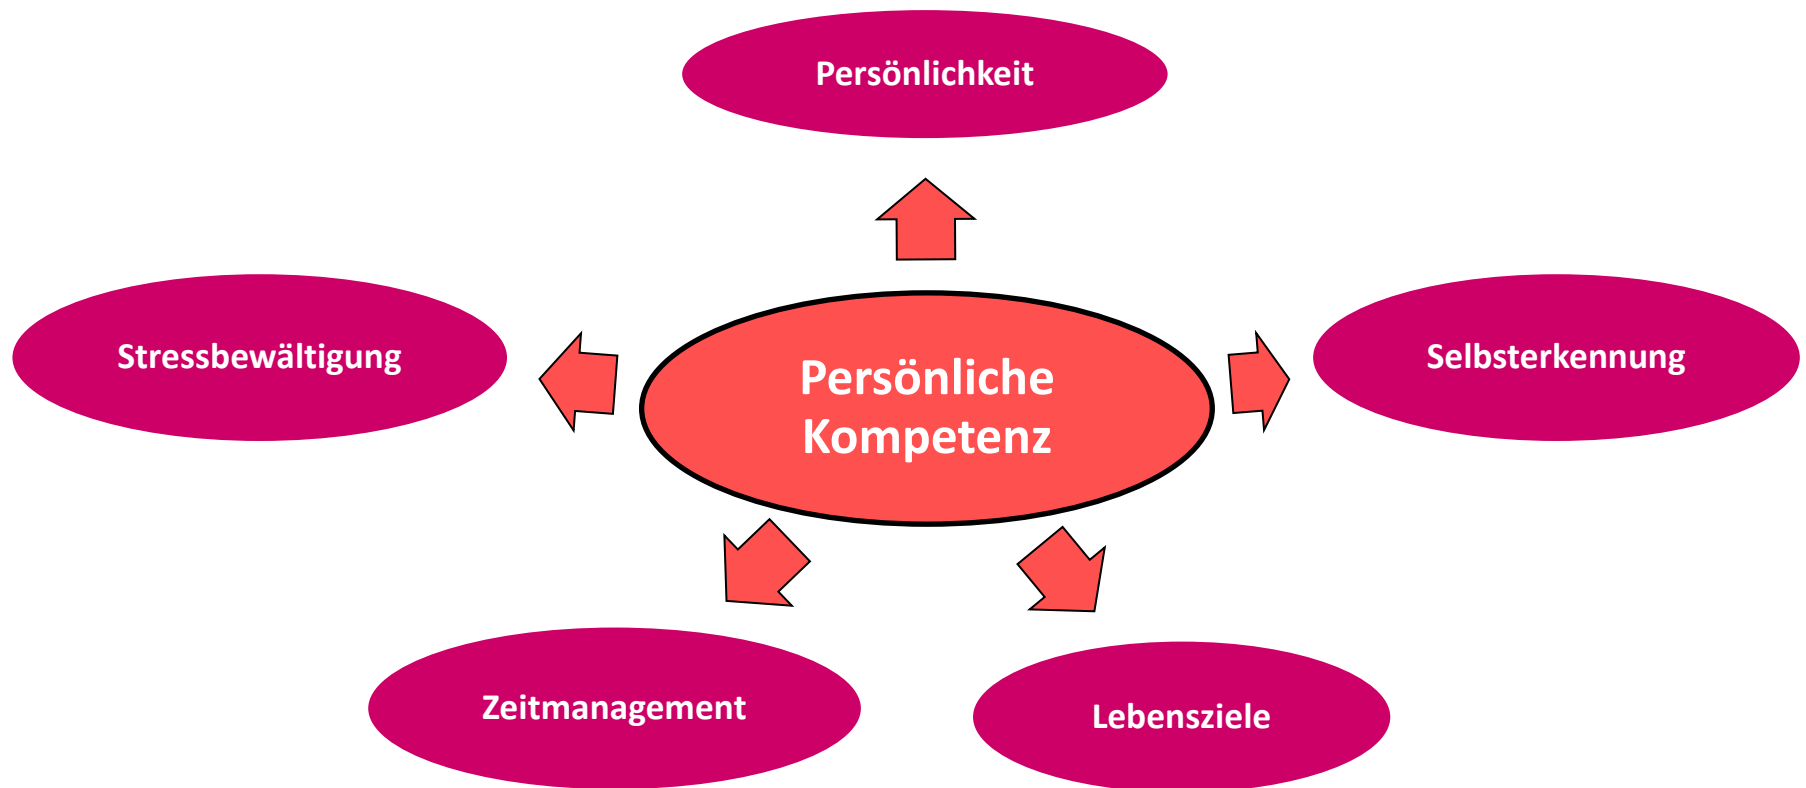 Persönlichkeit
Stressbewältigung
Persönliche
Kompetenz
Selbsterkennung
Zeitmanagement
Lebensziele